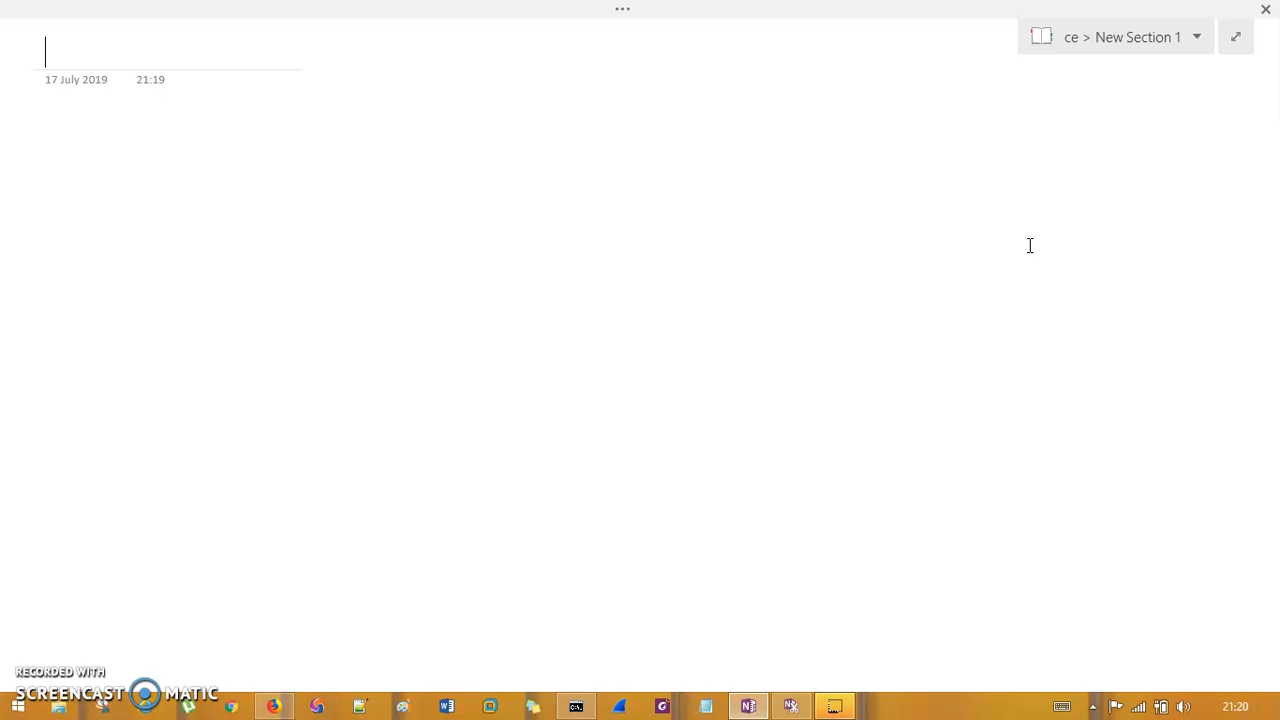 ce > New Section 1
17 July 2019 21:19
RECORDED WITH
SCREENCAST MATIC
21:20